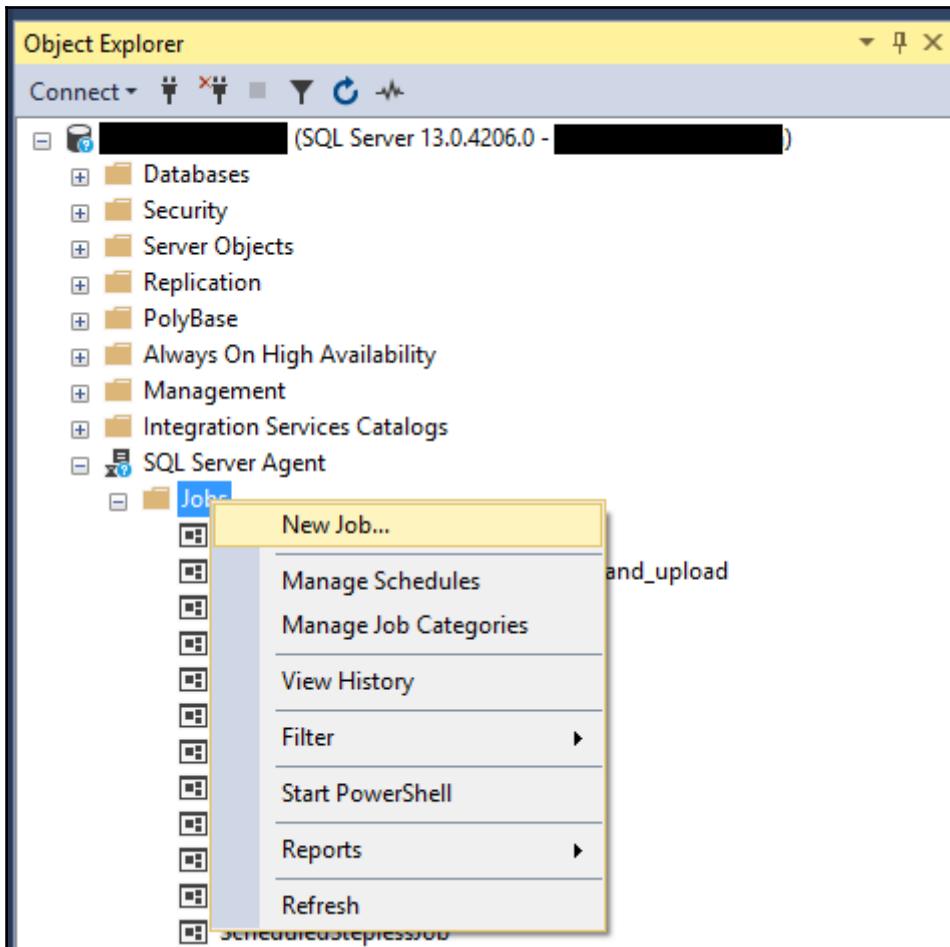 Object Explorer
Connect
(SQL Server 13.0.4206.0 - )
Databases
Security
Server Objects
Replication
PolyBase
Always On High Availability
Management
Integration Services Catalogs
SQL Server Agent
Jobs
New Job...
and_upload
Manage Schedules
Manage Job Categories
View History
Filter
Start PowerShell
Reports
Refresh
ScheduledSteplessJob